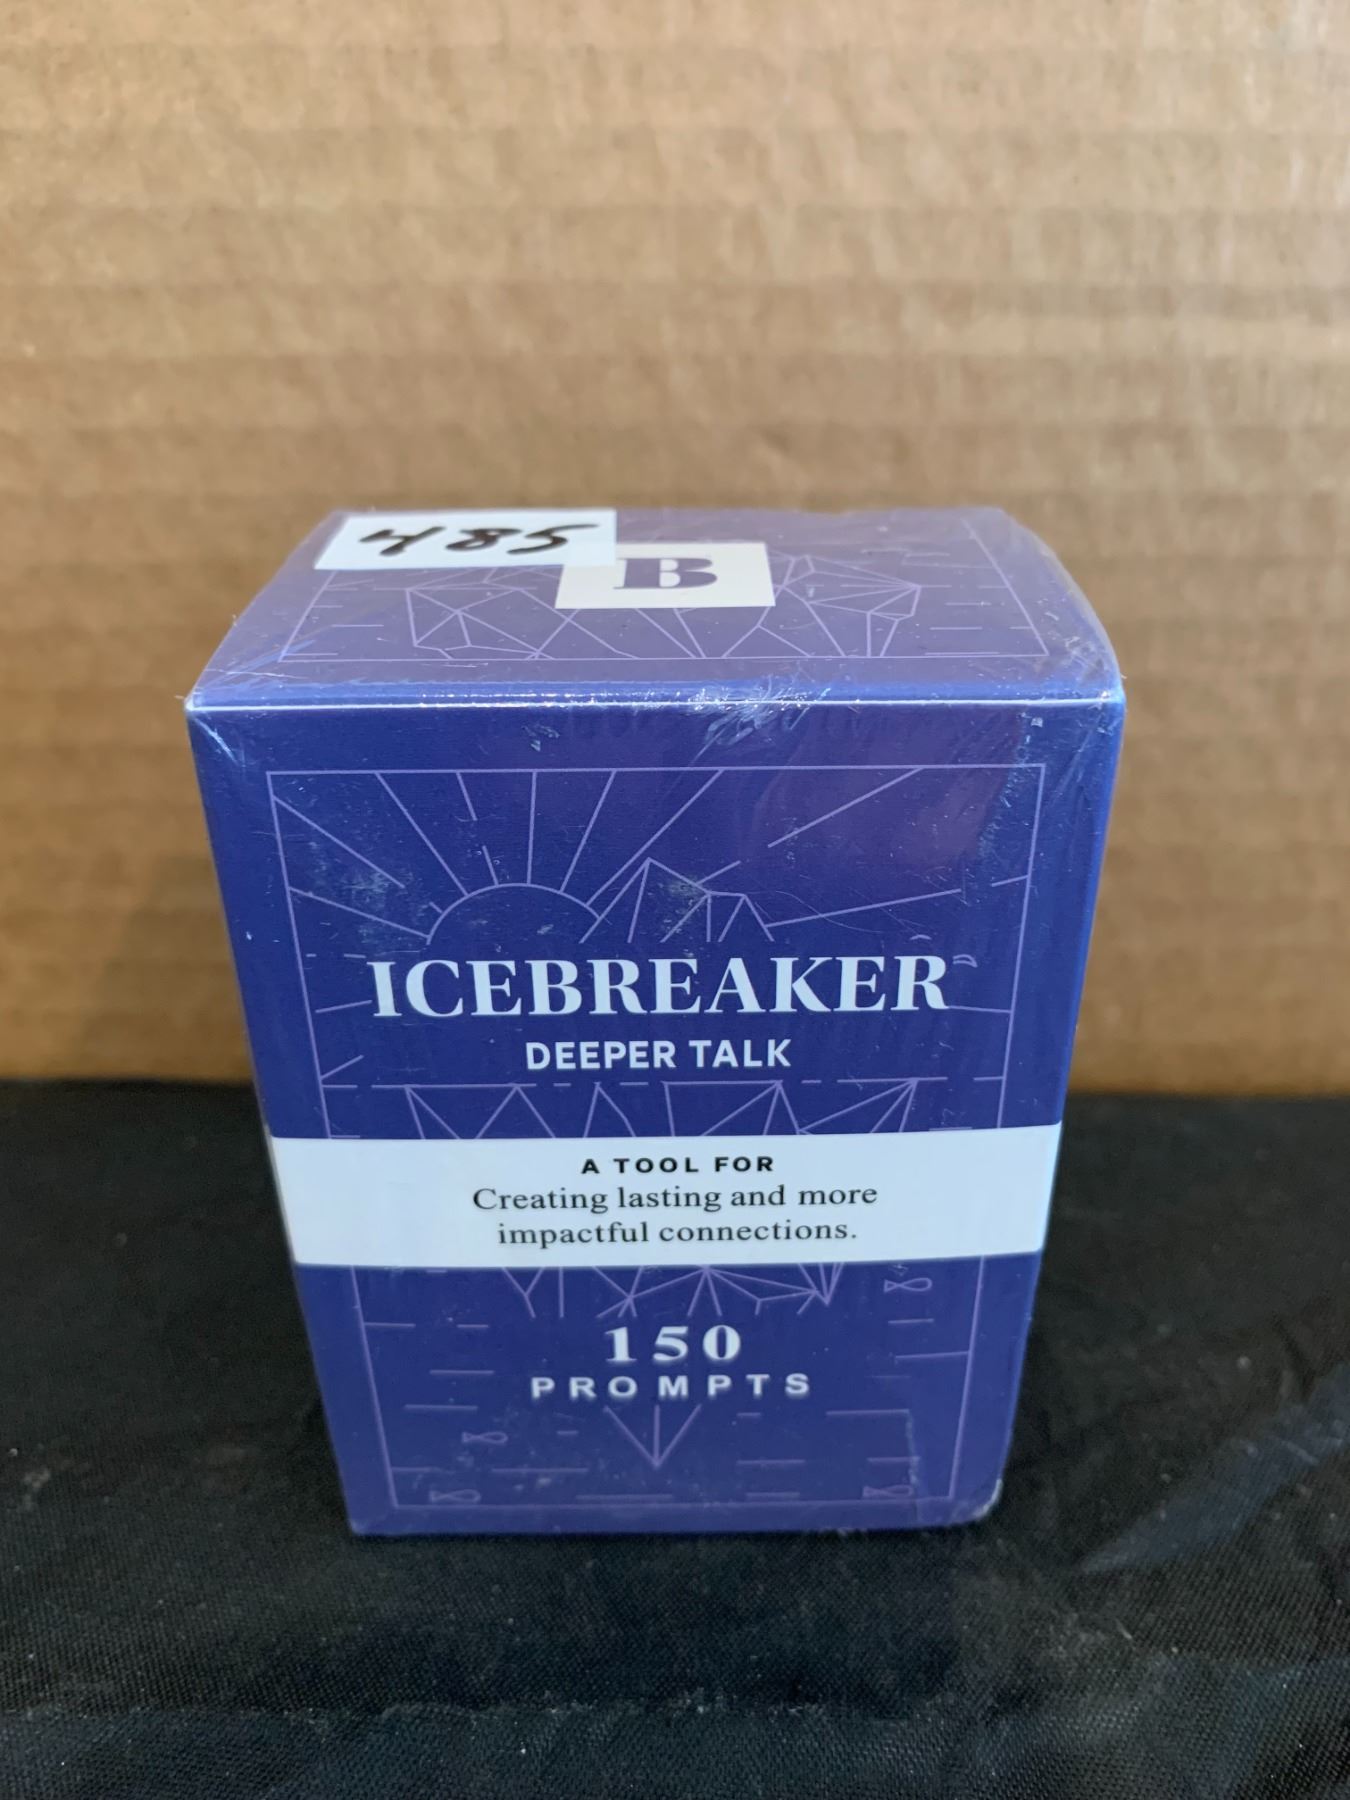 485
B
ICEBREAKER
DEEPER TALK
A TOOL FOR
Creating lasting and more
impactful connections.
150
PROMPTS